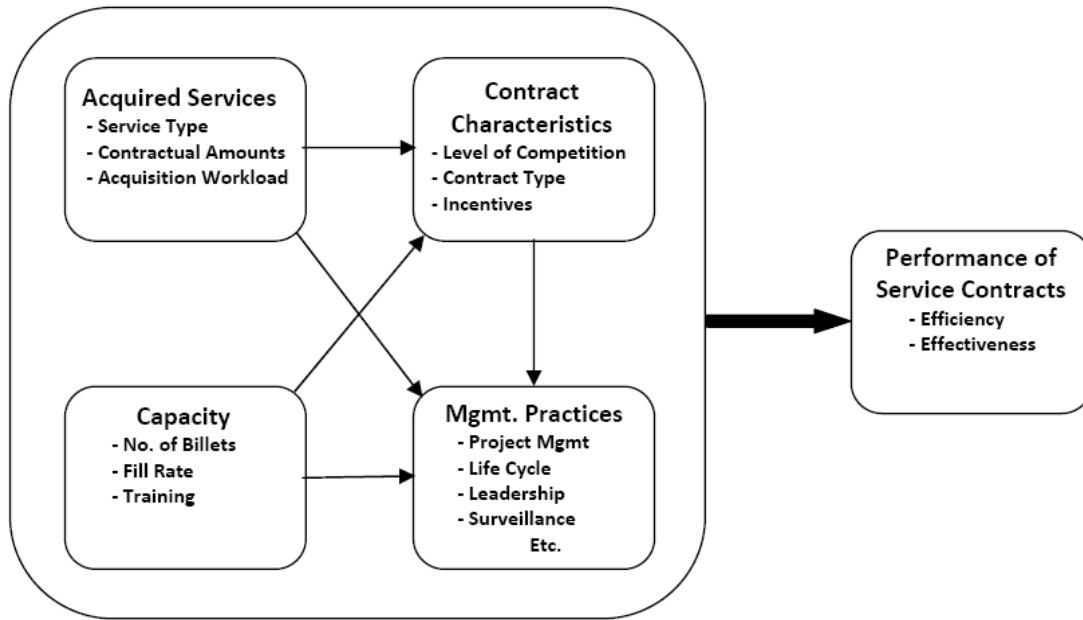 Acquired Services
- Service Type
- Contractual Amounts
- Acquisition Workload
Contract
Characteristics
- Level of Competition
- Contract Type
- Incentives
Capacity
- No. of Billets
- Fill Rate
- Training
Mgmt. Practices
- Project Mgmt
- Life Cycle
- Leadership
- Surveillance
Etc.
Performance of
Service Contracts
- Efficiency
- Effectiveness